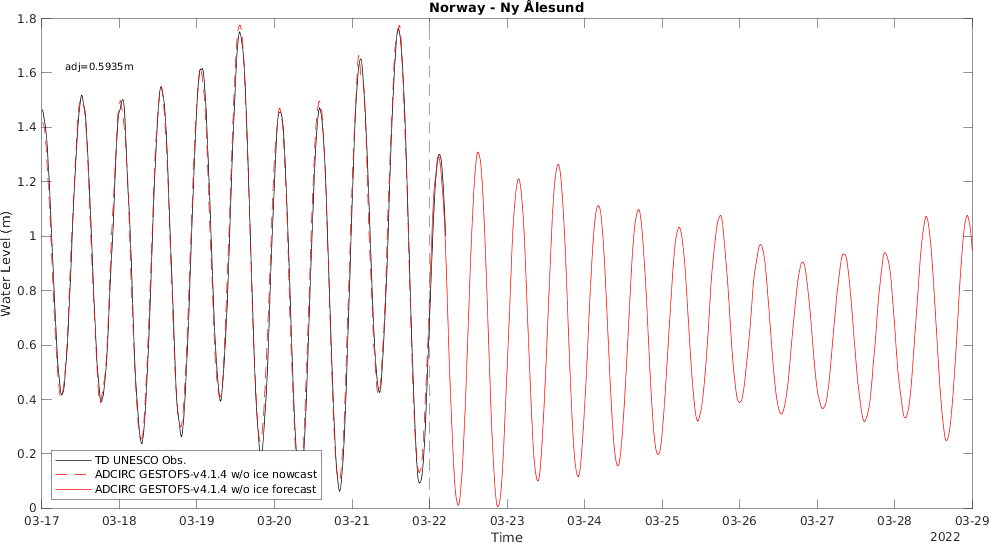 Norway - Ny Ålesund
1.8
1.6
1.4
1.2
1
0.8
0.6
0.4
0.2
0
Water Level (m)
adj=0.5935m
TD UNESCO Obs.
ADCIRC GESTOFS-v4.1.4 w/o ice nowcast
ADCIRC GESTOFS-v4.1.4 w/o ice forecast
03-17 03-18 03-19 03-20 03-21 03-22 03-23 03-24 03-25 03-26 03-27 03-28 03-29
Time
2022